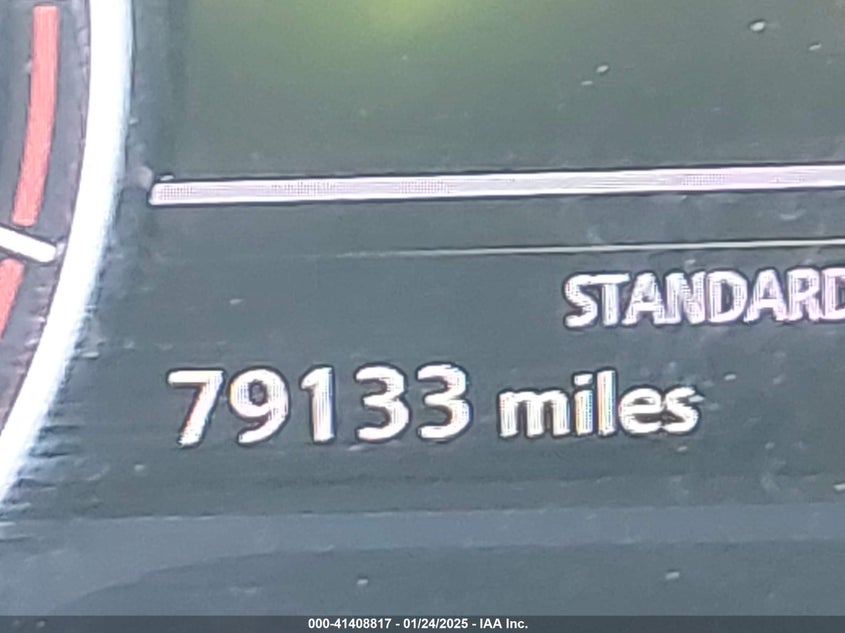 STANDARD
79133 miles
000-41408817 - 01/24/2025 - IAA Inc.